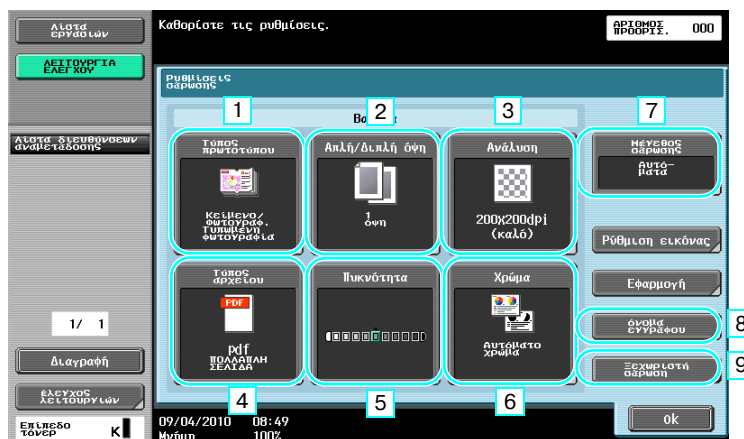 Λίστα
εργασιών
Καθορίστε τις ρυθμίσεις.
ΑΡΙΘΜΟΣ
ΠΡΟΟΡΙΣ. 000
ΛΕΙΤΟΥΡΓΙΑ
ΕΛΕΓΧΟΥ
Ρυθμίσεις
σάρωσης
1
2
3
7
Λίστα διευθύνσεων
αναμετάδοσης
Τύπος
πρωτοτύπου
Απλή/Διπλή όψη
Ανάλυση
Μέγεθος
σάρωσης
Αυτό-
ματα
Κείμενο/
φωτογραφ.
Τυπωμένη
φωτογραφία
1
όψη
200X200dpi
(καλό)
Ρύθμιση εικόνας
Τύπος
αρχείου
Πυκνότητα
Χρώμα
Εφαρμογή
PDF
pdf
ΠΟΛΛΑΠΛΗ
ΣΕΛΙΔΑ
Αυτόματο
χρώμα
1/ 1
όνομα
εγγράφου
8
Διαγραφή
Ξεχωριστή
σάρωση
9
4
5
6
έλεγχος
λειτουργιών
ok
Επίπεδο
τόνερ K
09/04/2010 08:49
Μνήμη 100%